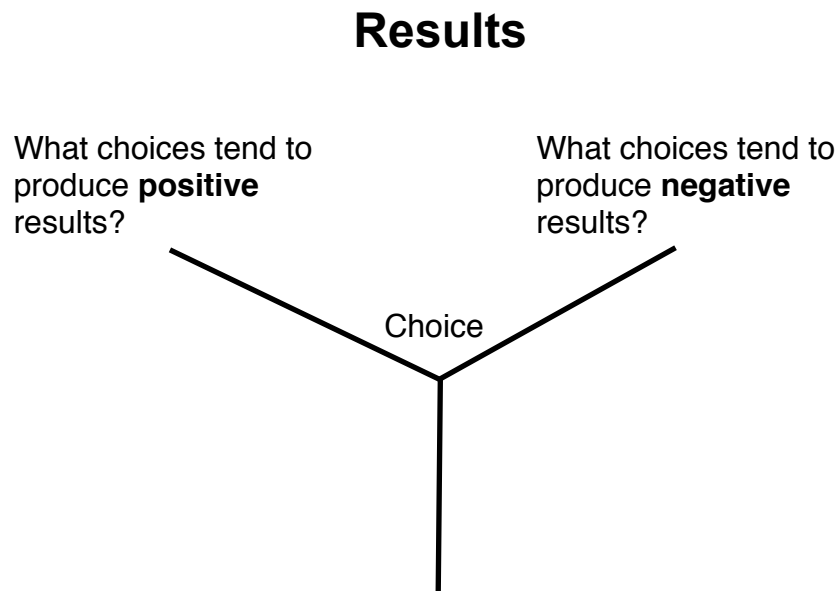 Results
What choices tend to
produce positive
results?
What choices tend to
produce negative
results?
Choice